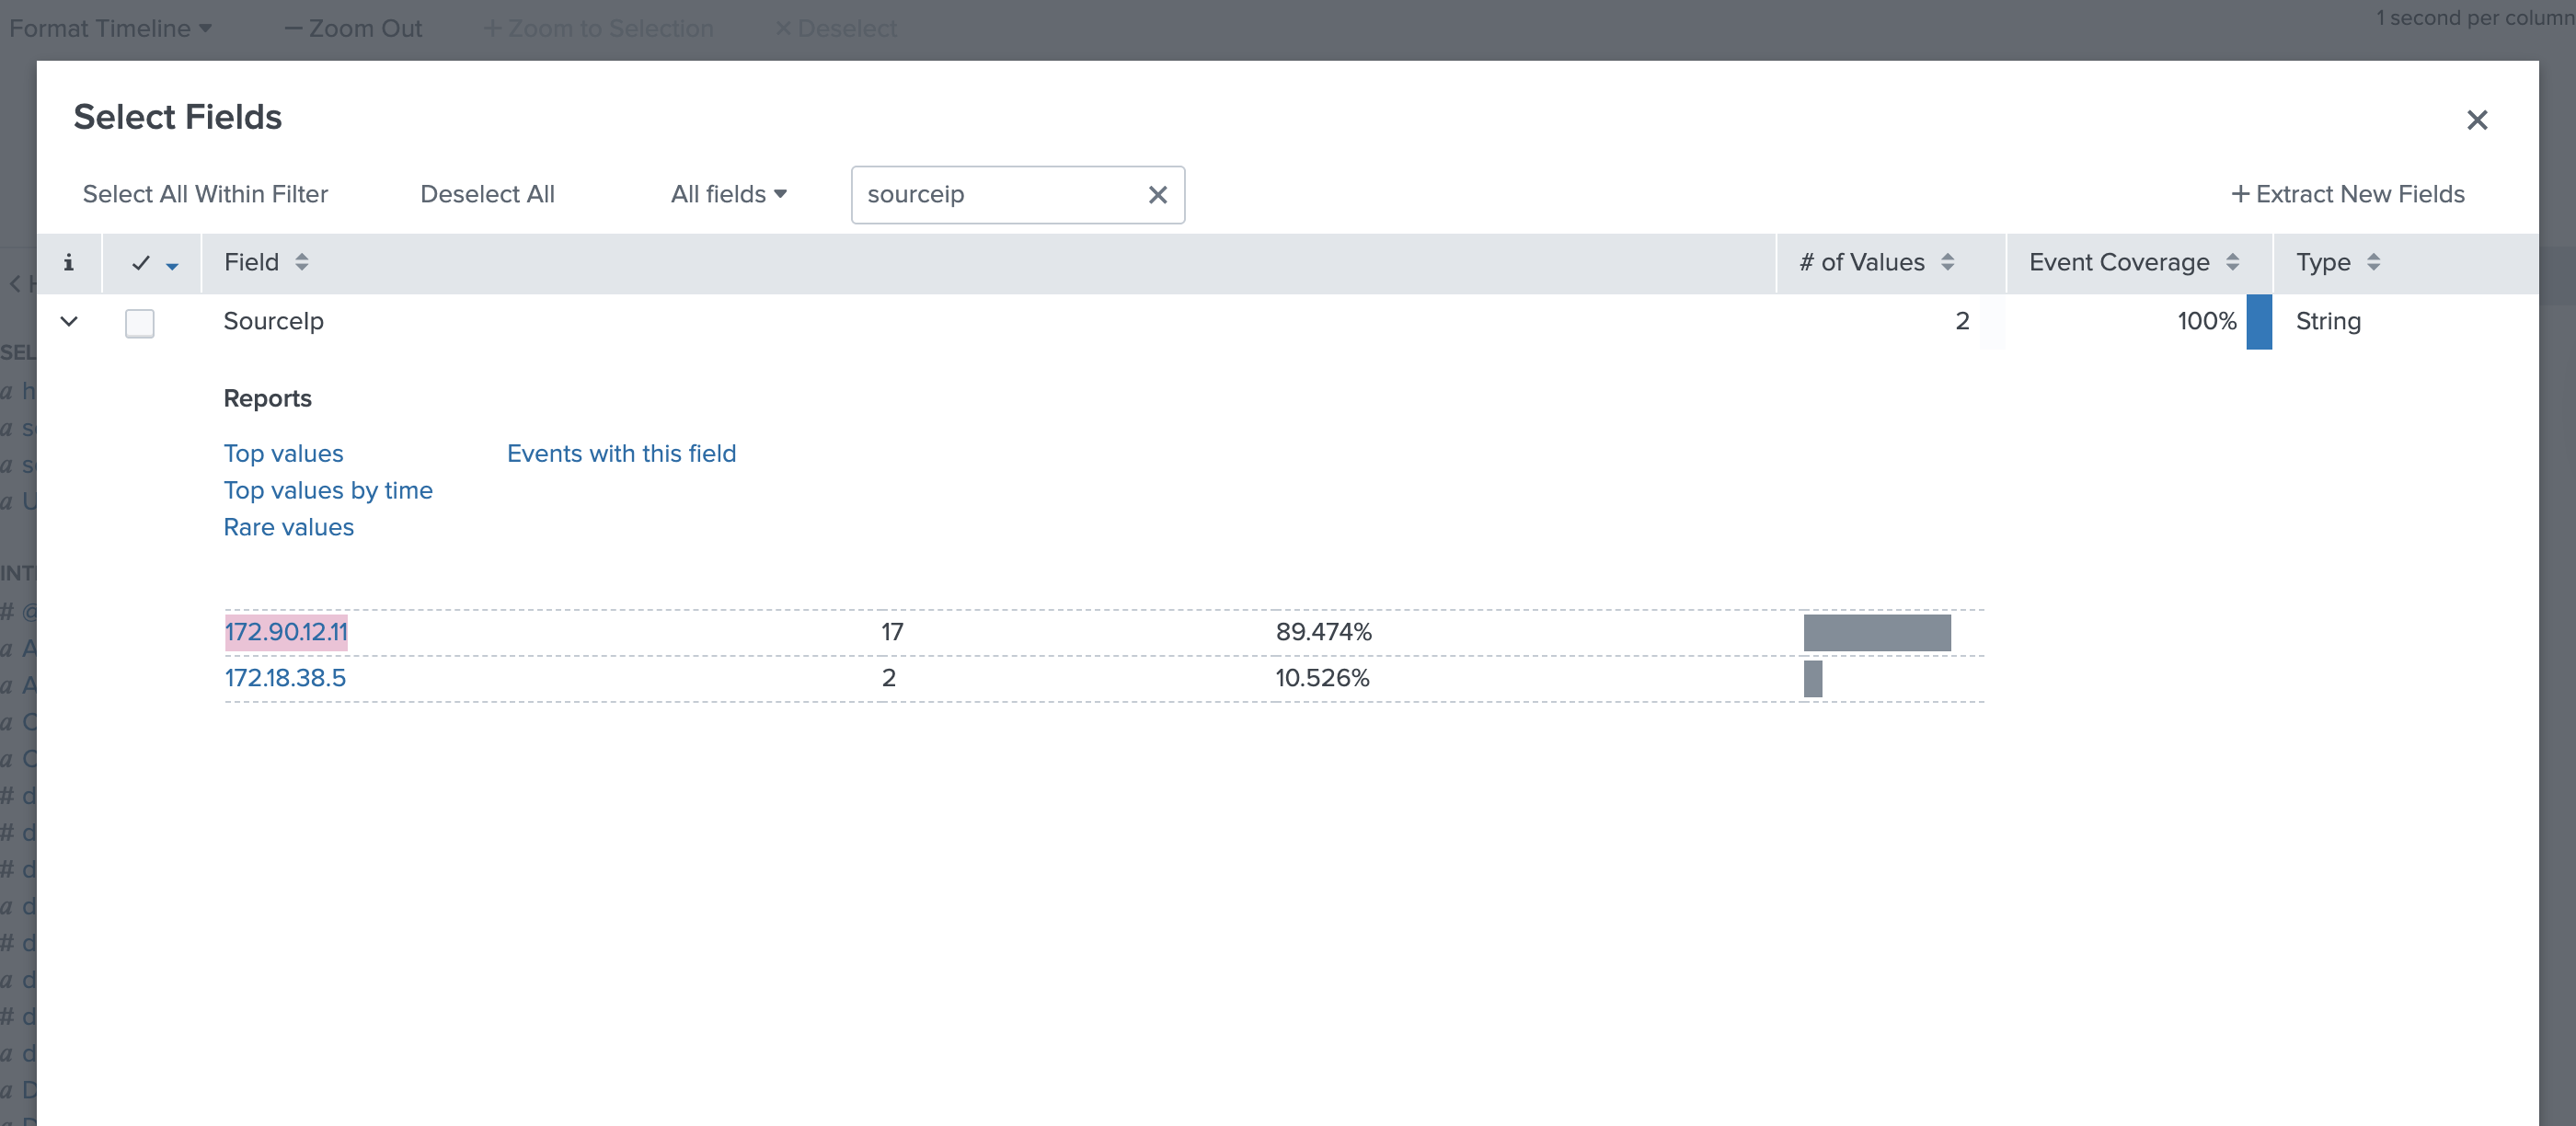 Format Timeline
Zoom Out
+ Zoom to Selection
× Deselect
1 second per column
Select Fields
Select All Within Filter
Deselect All
All fields
sourceip
+ Extract New Fields
i
Field
# of Values
Event Coverage
Type
SourceIp
2
100%
String
Reports
Top values
Events with this field
Top values by time
Rare values
172.90.12.11
17
89.474%
172.18.38.5
2
10.526%
SEL
a h
a s
a s
a U
INT
# @
a A
a A
a C
a C
# d
# d
# d
a d
# d
a d
# d
a d
a D